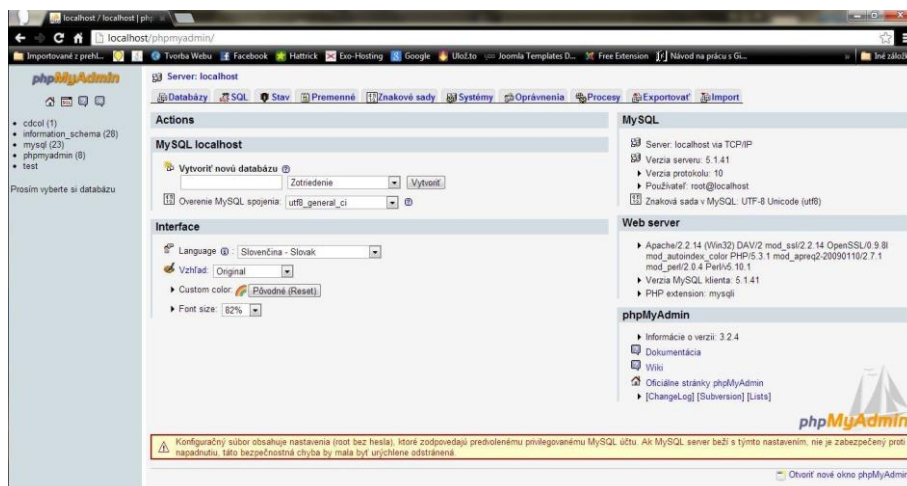 localhost / localhost | ph
localhost/phpmyadmin/
Importované z prehl...
Tvorba Webu
Facebook
Hattrick
Exo-Hosting
Google
Ulož.to
Joomla Templates D...
Free Extension
Návod na prácu s Gi...
Iné záložk
phpMyAdmin
cdcol (1)
information_schema (28)
mysql (23)
phpmyadmin (8)
test
Prosím vyberte si databázu
Server: localhost
Databázy
SQL
Stav
Premenné
Znakové sady
Systémy
Oprávnenia
Procesy
Exportovať
Import
Actions
MySQL localhost
Vytvoriť novú databázu
Zotriedenie
Vytvoriť
Overenie MySQL spojenia: utf8_general_ci
Interface
Language : Slovenčina - Slovak
Vzhľad: Original
Custom color: Pôvodné (Reset)
Font size: 82%
MySQL
Server: localhost via TCP/IP
Verzia serveru: 5.1.41
Verzia protokolu: 10
Používateľ: root@localhost
Znaková sada v MySQL: UTF-8 Unicode (utf8)
Web server
Apache/2.2.14 (Win32) DAV/2 mod_ssl/2.2.14 OpenSSL/0.9.8l
mod_autoindex_color PHP/5.3.1 mod_apreq2-20090110/2.7.1
mod_perl/2.0.4 Perl/v5.10.1
Verzia MySQL klienta: 5.1.41
PHP extension: mysqli
phpMyAdmin
Informácie o verzii: 3.2.4
Dokumentácia
Wiki
Oficiálne stránky phpMyAdmin
[ChangeLog] [Subversion] [Lists]
phpMyAdmin
Konfiguračný súbor obsahuje nastavenia (root bez hesla), ktoré zodpovedajú predvolenému privilegovanému MySQL účtu. Ak MySQL server beží s týmto nastavením, nie je zabezpečený proti
napadnutiu, táto bezpečnostná chyba by mala byť urýchlene odstránená.
Otvoriť nové okno phpMyAdmin